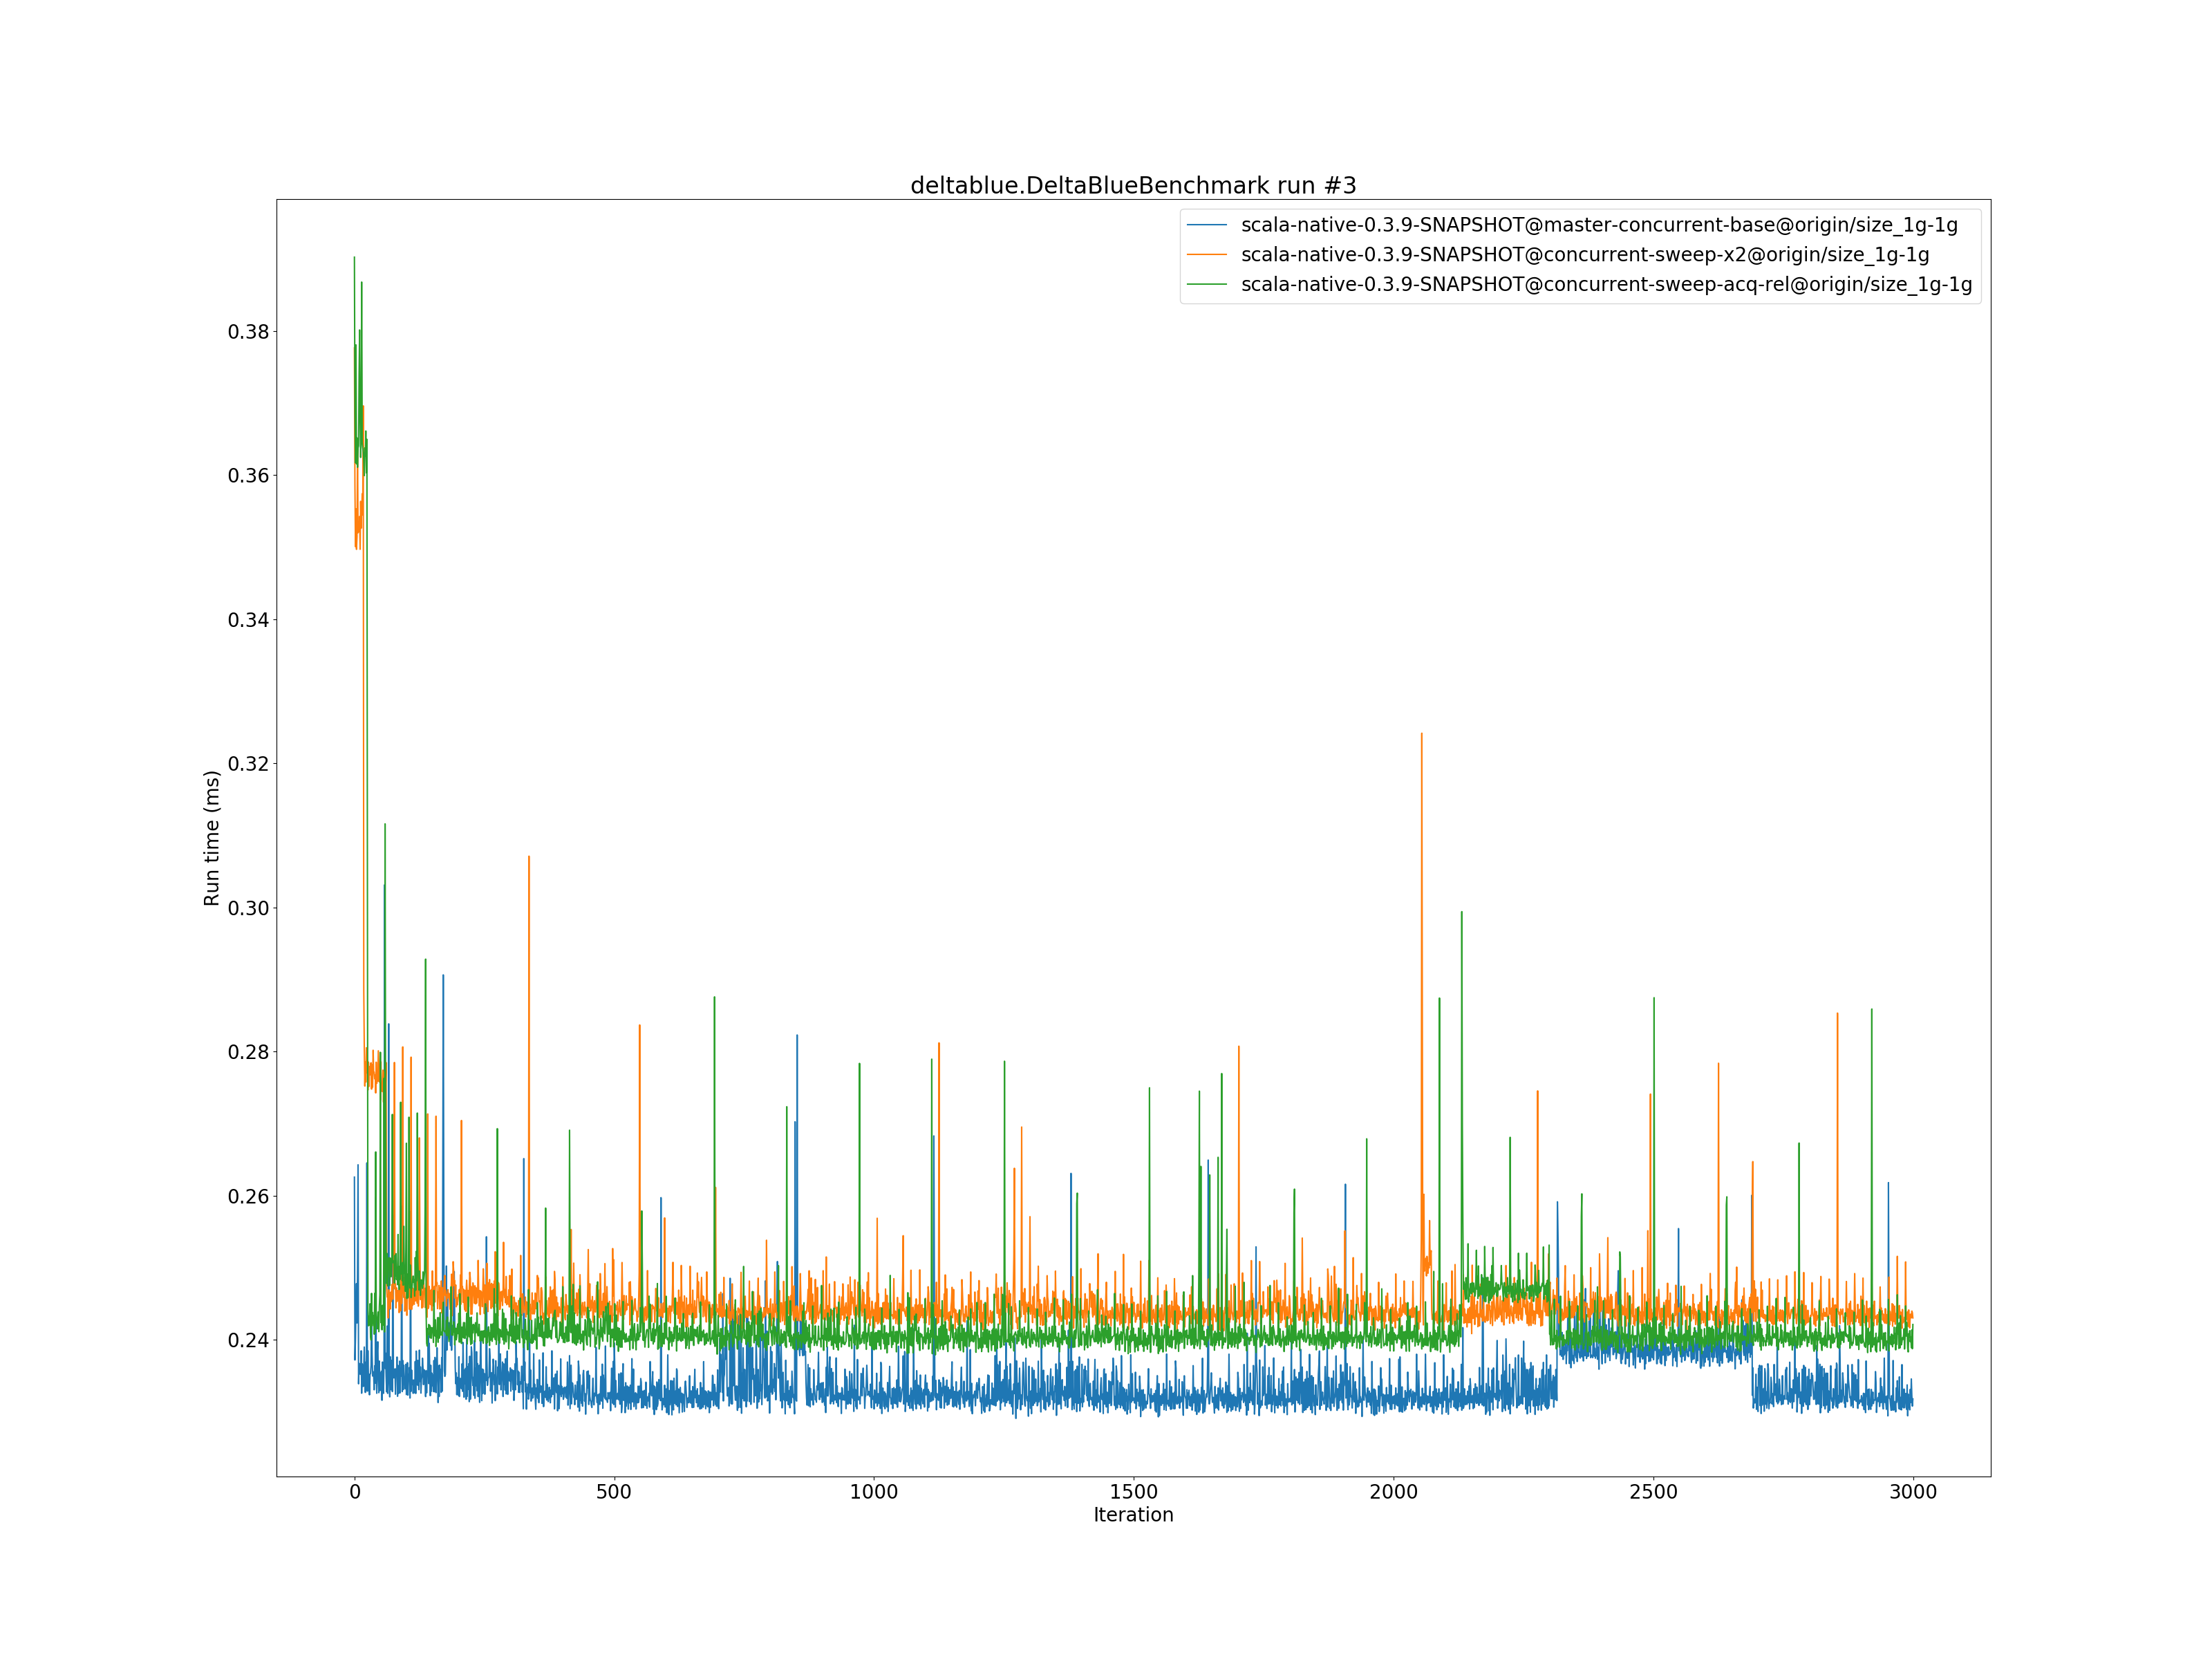 deltablue.DeltaBlueBenchmark run #3
scala-native-0.3.9-SNAPSHOT@master-concurrent-base@origin/size_1g-1g
scala-native-0.3.9-SNAPSHOT@concurrent-sweep-x2@origin/size_1g-1g
scala-native-0.3.9-SNAPSHOT@concurrent-sweep-acq-rel@origin/size_1g-1g
0.38
0.36
0.34
0.32
0.30
0.28
0.26
0.24
Run time (ms)
0 500 1000 1500 2000 2500 3000
Iteration